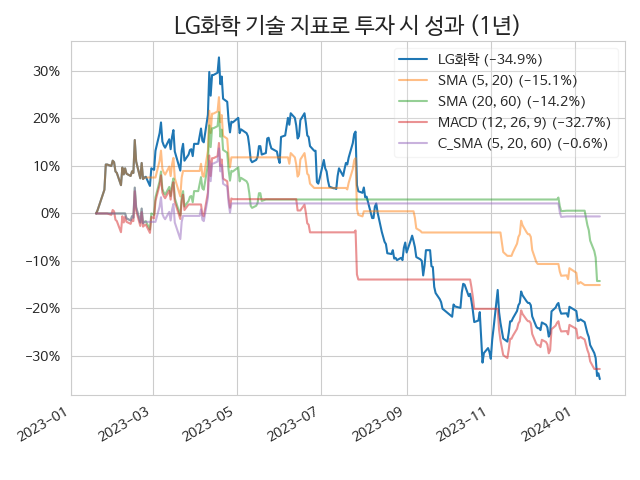 LG화학 기술 지표로 투자 시 성과 (1년)
LG화학 (−34.9%)
SMA (5, 20) (−15.1%)
SMA (20, 60) (−14.2%)
MACD (12, 26, 9) (−32.7%)
C_SMA (5, 20, 60) (−0.6%)
30%
20%
10%
0%
−10%
−20%
−30%
2023−01
2023−03
2023−05
2023−07
2023−09
2023−11
2024−01